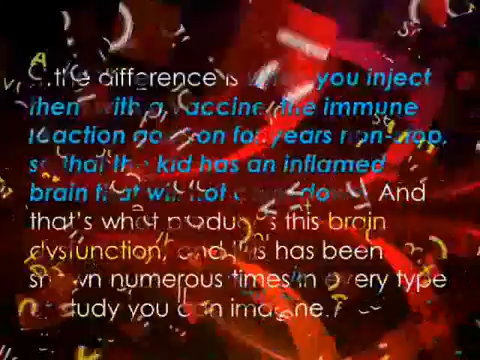 ...the difference is when you inject
them with a vaccine, the immune
reaction goes on for years non-stop,
so that the kid has an inflamed
brain that will not down. And
that's what produces this brain
dysfunction, and this has been
shown numerous times in every type
of study you can imagine.